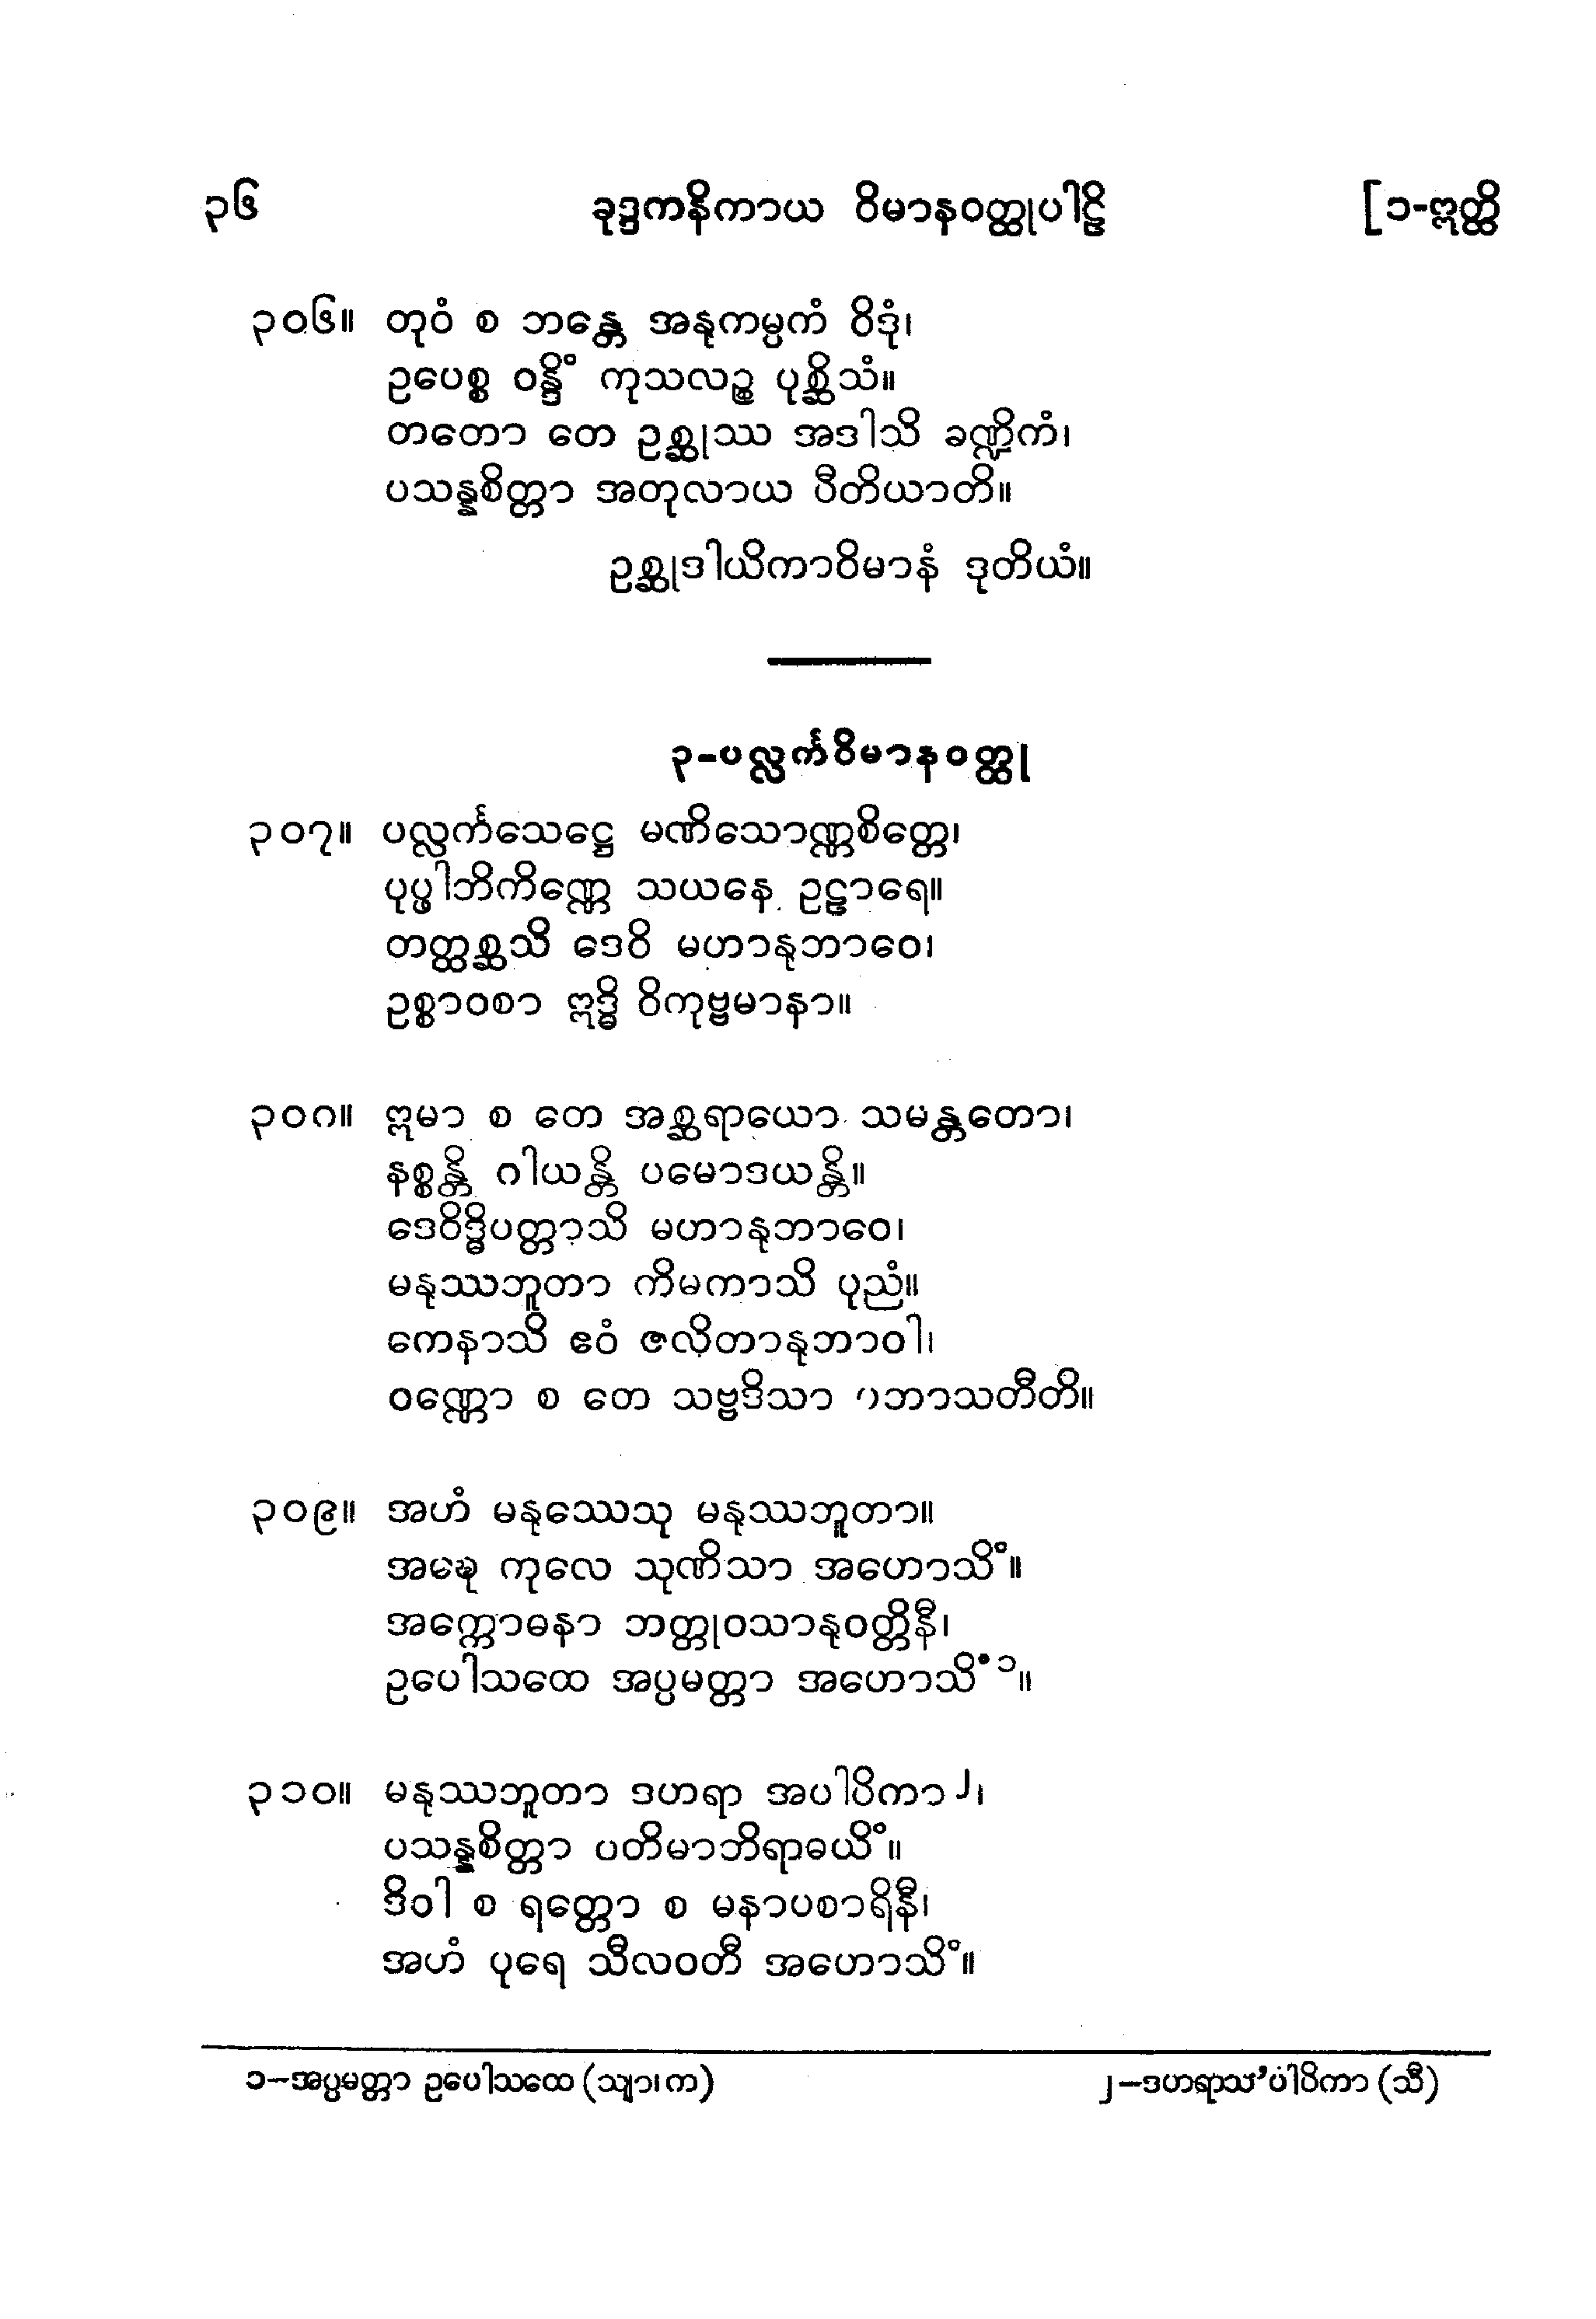 ၃၆ ခုဒ္ဒကနိကာယ ဝိမာနဝတ္ထုပါဠိ [၁-ဣတ္ထိ
၃၀၆။ တုဝံ စ ဘန္တေ အနုကမ္ပကံ ဝိဒုံ၊
ဥပေစ္စ ဝန္ဒိံ ကုသလဉ္စ ပုစ္ဆိသံ။
တတော တေ ဥစ္ဆုဿ အဒါသိ ခဏ္ဍိကံ၊
ပသန္နစိတ္တာ အတုလာယ ပီတိယာတိ။
ဥစ္ဆုဒါယိကာဝိမာနံ ဒုတိယံ။
၃-ပလ္လင်္ကဝိမာနဝတ္ထု
၃၀၇။ ပလ္လင်္ကသေဋ္ဌေ မဏိသောဏ္ဏစိတ္တေ၊
ပုပ္ဖါဘိကိဏ္ဏေ သယနေ ဥဠာရေ။
တတ္ထစ္ဆသိ ဒေဝိ မဟာနုဘာဝေ၊
ဥစ္စာဝစာ ဣဒ္ဓိ ဝိကုဗ္ဗမာနာ။
၃၀၈။ ဣမာ စ တေ အစ္ဆရာယော သမန္တတော၊
နစ္စန္တိ ဂါယန္တိ ပမောဒယန္တိ။
ဒေဝိဒ္ဓိပတ္တာသိ မဟာနုဘာဝေ၊
မနုဿဘူတာ ကိမကာသိ ပုညံ။
ကေနာသိ ဧဝံ ဇလိတာနုဘာဝါ၊
ဝဏ္ဏော စ တေ သဗ္ဗဒိသာ ပဘာသတီတိ။
၃၀၉။ အဟံ မနုဿေသု မနုဿဘူတာ။
အဍ္ဎေ ကုလေ သုဏိသာ အဟောသိံ။
အက္ကောဓနာ ဘတ္တုဝသာနုဝတ္တိနီ၊
ဥပေါသထေ အပ္ပမတ္တာ အဟောသိံ ၁။
၃၁၀။ မနုဿဘူတာ ဒဟရာ အပါပိကာ ၂၊
ပသန္နစိတ္တာ ပတိမာဘိရာဓယိံ။
ဒိဝါ စ ရတ္တော စ မနာပစာရိနီ၊
အဟံ ပုရေ သီလဝတီ အဟောသိံ။
၁—အပ္ပမတ္တာ ဥပေါသထေ (သျာ၊ က) ၂—ဒဟရာသ'ပါပိကာ (သီ)